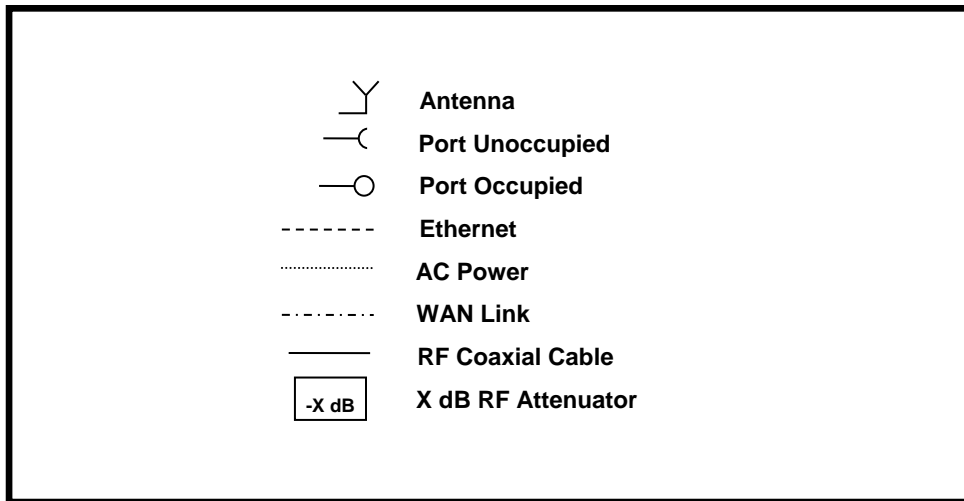 Antenna
Port Unoccupied
Port Occupied
Ethernet
AC Power
WAN Link
RF Coaxial Cable
-X dB X dB RF Attenuator